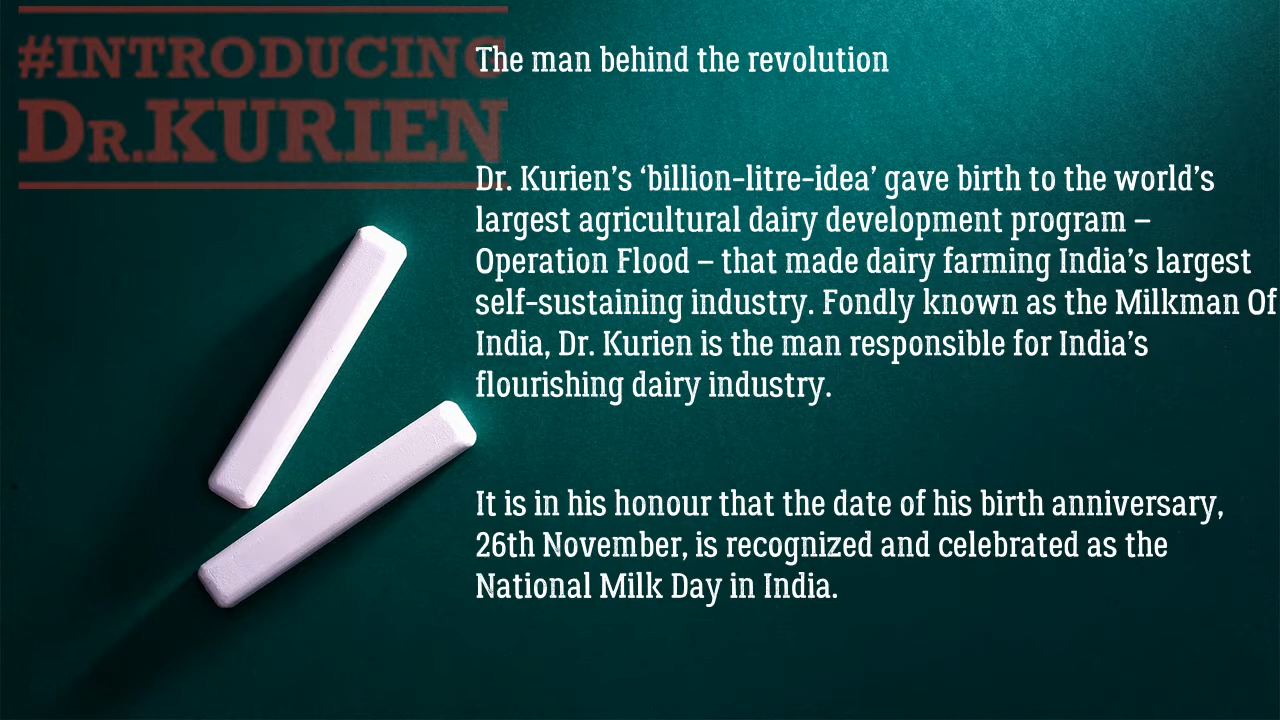 #INTRODUCING
DR.KURIEN
The man behind the revolution
Dr. Kurien’s ‘billion-litre-idea’ gave birth to the world’s
largest agricultural dairy development program –
Operation Flood – that made dairy farming India’s largest
self-sustaining industry. Fondly known as the Milkman Of
India, Dr. Kurien is the man responsible for India’s
flourishing dairy industry.
It is in his honour that the date of his birth anniversary,
26th November, is recognized and celebrated as the
National Milk Day in India.